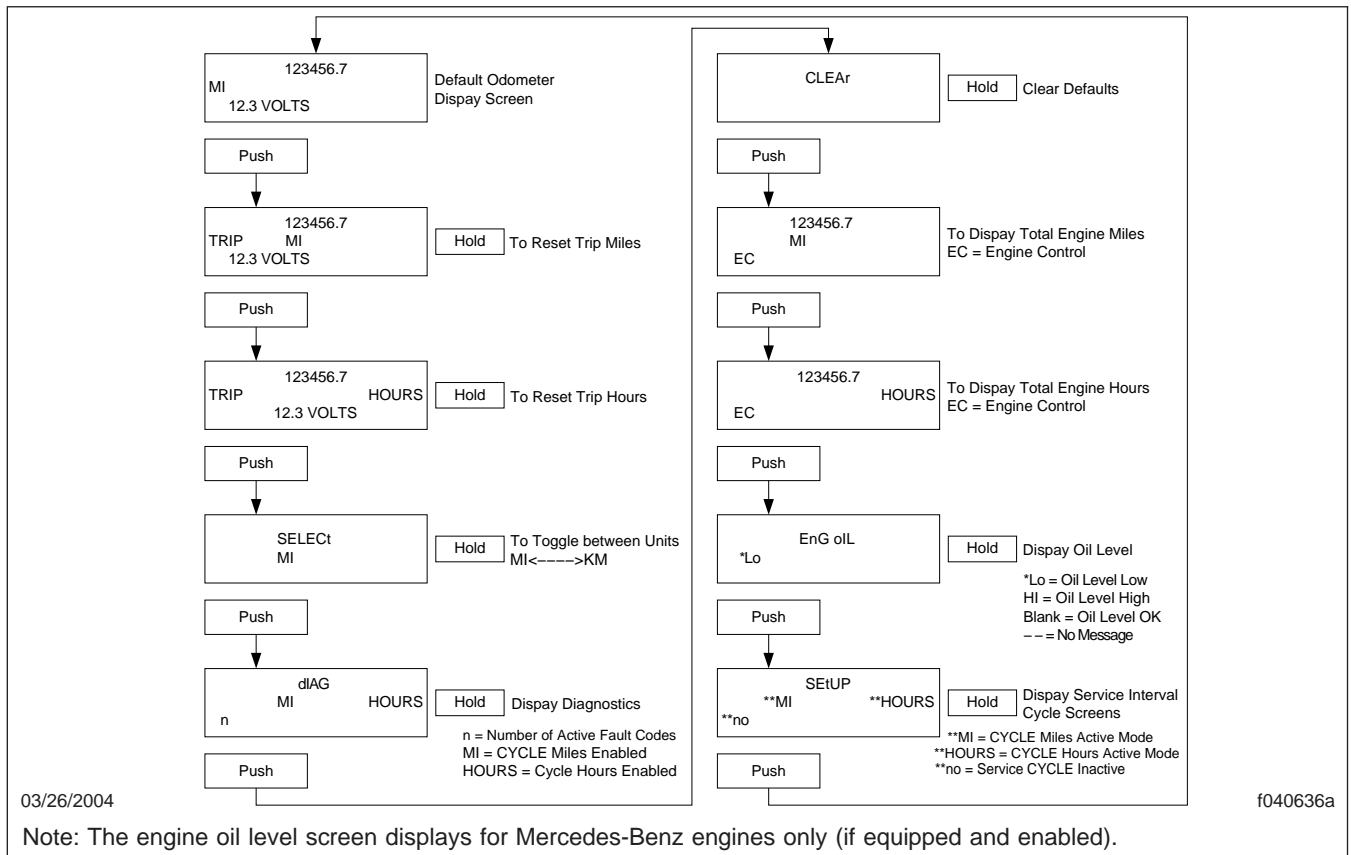 123456.7
MI
12.3 VOLTS
Default Odometer
Dispay Screen
Push
123456.7
TRIP MI
12.3 VOLTS
Hold
To Reset Trip Miles
Push
123456.7
TRIP HOURS
12.3 VOLTS
Hold
To Reset Trip Hours
Push
SELECt
MI
Hold
To Toggle between Units
MI<––––>KM
Push
dIAG
MI HOURS
n
Hold
Dispay Diagnostics
n = Number of Active Fault Codes
MI = CYCLE Miles Enabled
HOURS = Cycle Hours Enabled
Push
CLEAr
Hold
Clear Defaults
Push
123456.7
MI
EC
To Dispay Total Engine Miles
EC = Engine Control
Push
123456.7
HOURS
EC
To Dispay Total Engine Hours
EC = Engine Control
Push
EnG oIL
*Lo
Hold
Dispay Oil Level
*Lo = Oil Level Low
HI = Oil Level High
Blank = Oil Level OK
– – = No Message
Push
SEtUP
**MI **HOURS
**no
Hold
Dispay Service Interval
Cycle Screens
**MI = CYCLE Miles Active Mode
**HOURS = CYCLE Hours Active Mode
**no = Service CYCLE Inactive
Push
03/26/2004
f040636a
Note: The engine oil level screen displays for Mercedes-Benz engines only (if equipped and enabled).